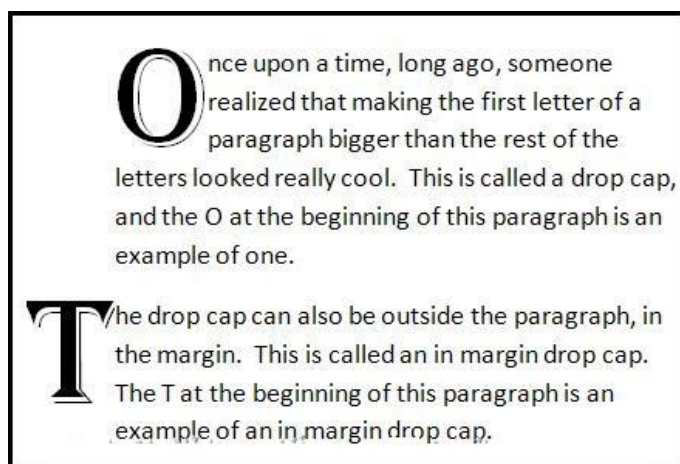 Once upon a time, long ago, someone
realized that making the first letter of a
paragraph bigger than the rest of the
letters looked really cool.  This is called a drop cap,
and the O at the beginning of this paragraph is an
example of one.
The drop cap can also be outside the paragraph, in
the margin.  This is called an in margin drop cap.
The T at the beginning of this paragraph is an
example of an in margin drop cap.